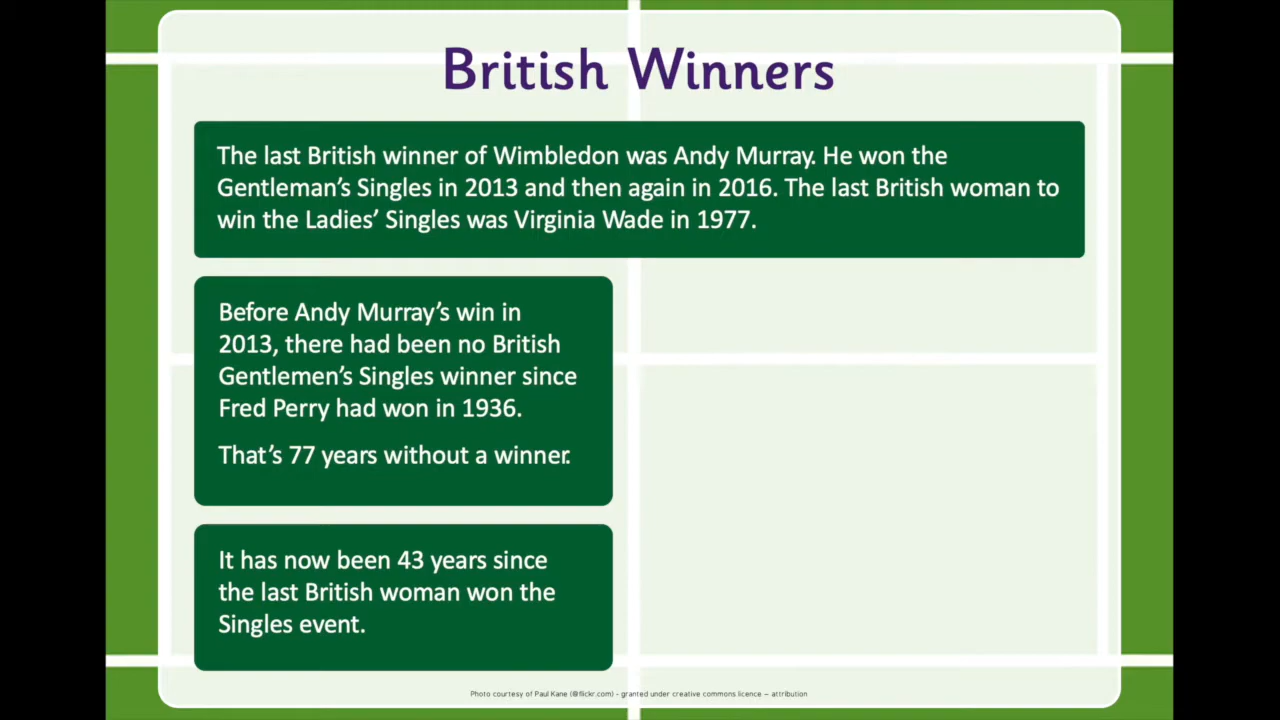 British Winners
The last British winner of Wimbledon was Andy Murray. He won the
Gentleman’s Singles in 2013 and then again in 2016. The last British woman to
win the Ladies’ Singles was Virginia Wade in 1977.
Before Andy Murray’s win in
2013, there had been no British
Gentlemen’s Singles winner since
Fred Perry had won in 1936.
That’s 77 years without a winner.
It has now been 43 years since
the last British woman won the
Singles event.
Photo courtesy of Paul Kane (@flickr.com) - granted under creative commons licence – attribution